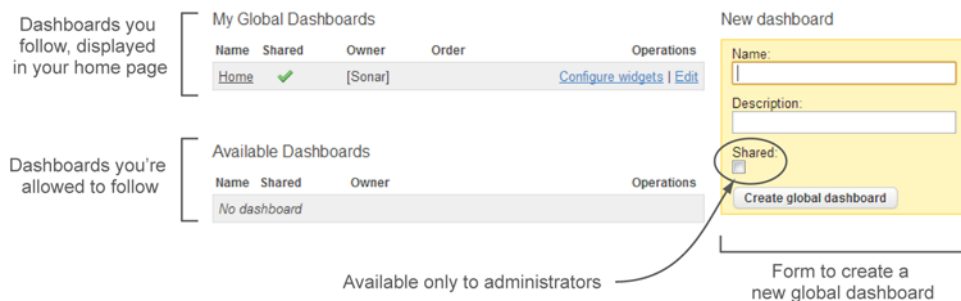 Dashboards you
follow, displayed
in your home page
My Global Dashboards
Name Shared Owner Order Operations
Home [Sonar] Configure widgets | Edit
Dashboards you're
allowed to follow
Available Dashboards
Name Shared Owner Operations
No dashboard
New dashboard
Name:
Description:
Shared:
Create global dashboard
Available only to administrators
Form to create a
new global dashboard